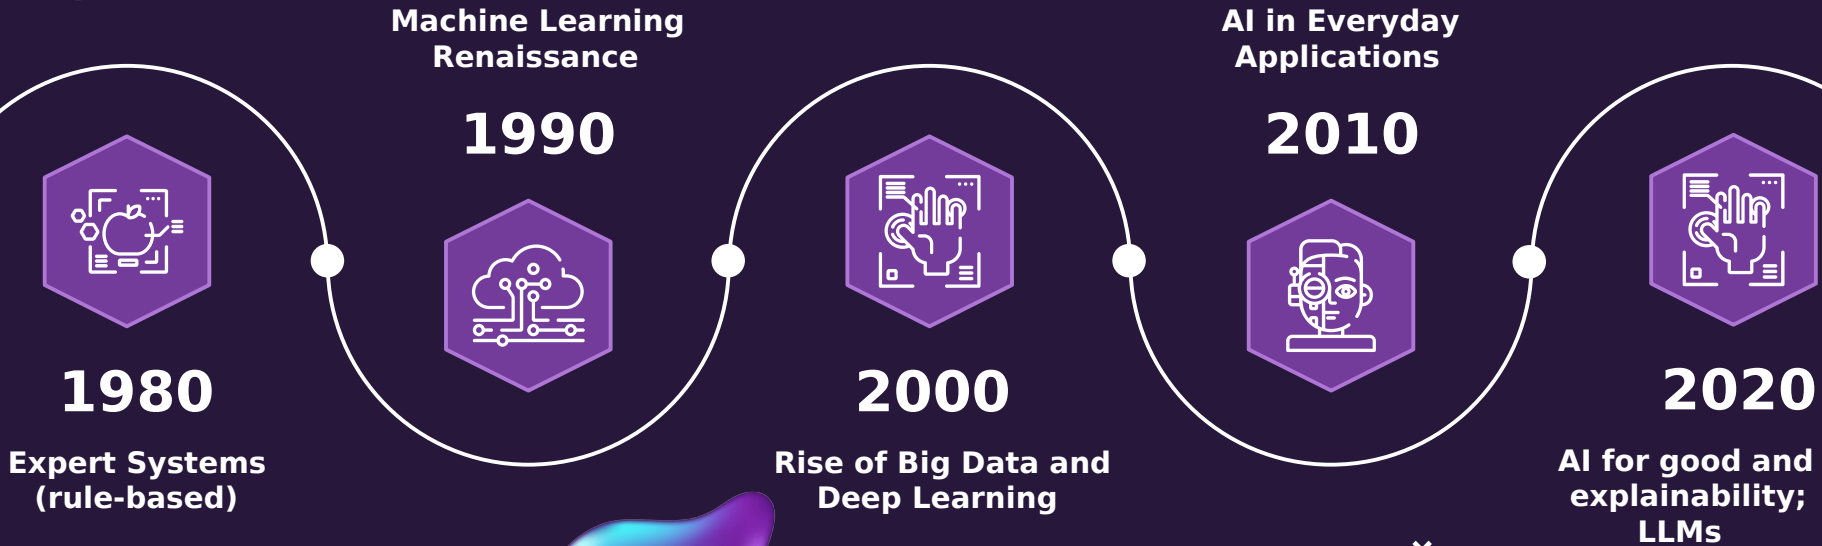 Machine Learning
Renaissance
1990
AI in Everyday
Applications
2010
1980
Expert Systems
(rule-based)
2000
Rise of Big Data and
Deep Learning
2020
AI for good and
explainability;
LLMs